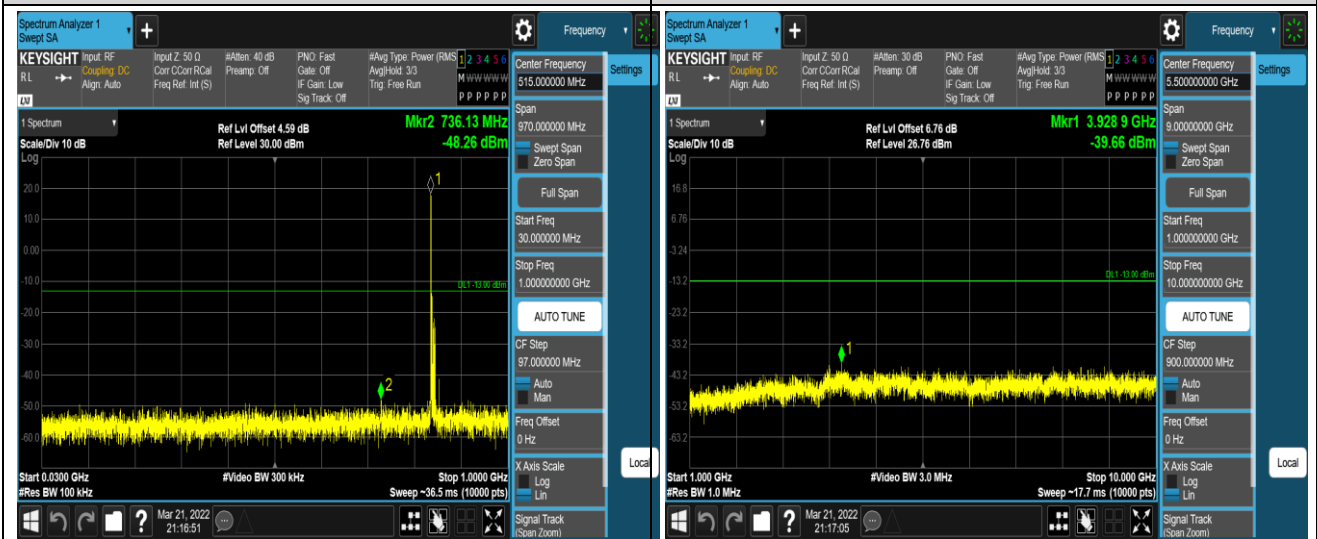 Spectrum Analyzer 1
Swept SA
+
Frequency
KEYSIGHT
RL
LXI
Input: RF
Coupling: DC
Align: Auto
Input Z: 50 Ω
Corr CCorr RCal
Freq Ref: Int (S)
#Atten: 40 dB
Preamp: Off
PNO: Fast
Gate: Off
IF Gain: Low
Sig Track: Off
#Avg Type: Power (RMS
Avg|Hold: 3/3
Trig: Free Run
1 2 3 4 5 6
M W W W W W
P P P P P P
1 Spectrum
Scale/Div 10 dB
Log
Ref Lvl Offset 4.59 dB
Ref Level 30.00 dBm
Mkr2 736.13 MHz
-48.26 dBm
1
20.0
10.0
0.00
-10.0
DL1 -13.00 dBm
-20.0
-30.0
-40.0
2
-50.0
-60.0
Start 0.0300 GHz
#Res BW 100 kHz
#Video BW 300 kHz
Stop 1.0000 GHz
Sweep ~36.5 ms (10000 pts)
Mar 21, 2022
21:16:51
Center Frequency
515.000000 MHz
Settings
Span
970.000000 MHz
Swept Span
Zero Span
Full Span
Start Freq
30.000000 MHz
Stop Freq
1.000000000 GHz
AUTO TUNE
CF Step
97.000000 MHz
Auto
Man
Freq Offset
0 Hz
X Axis Scale
Log
Lin
Local
Signal Track
(Span Zoom)
Spectrum Analyzer 1
Swept SA
+
Frequency
KEYSIGHT
RL
LXI
Input: RF
Coupling: DC
Align: Auto
Input Z: 50 Ω
Corr CCorr RCal
Freq Ref: Int (S)
#Atten: 30 dB
Preamp: Off
PNO: Fast
Gate: Off
IF Gain: Low
Sig Track: Off
#Avg Type: Power (RMS
Avg|Hold: 3/3
Trig: Free Run
1 2 3 4 5 6
M W W W W W
P P P P P P
1 Spectrum
Scale/Div 10 dB
Log
Ref Lvl Offset 6.76 dB
Ref Level 26.76 dBm
Mkr1 3.928 9 GHz
-39.66 dBm
16.8
6.76
-3.24
DL1 -13.00 dBm
-13.2
-23.2
-33.2
1
-43.2
-53.2
-63.2
Start 1.000 GHz
#Res BW 1.0 MHz
#Video BW 3.0 MHz
Stop 10.000 GHz
Sweep ~17.7 ms (10000 pts)
Mar 21, 2022
21:17:05
Center Frequency
5.500000000 GHz
Settings
Span
9.00000000 GHz
Swept Span
Zero Span
Full Span
Start Freq
1.000000000 GHz
Stop Freq
10.000000000 GHz
AUTO TUNE
CF Step
900.000000 MHz
Auto
Man
Freq Offset
0 Hz
X Axis Scale
Log
Lin
Local
Signal Track
(Span Zoom)